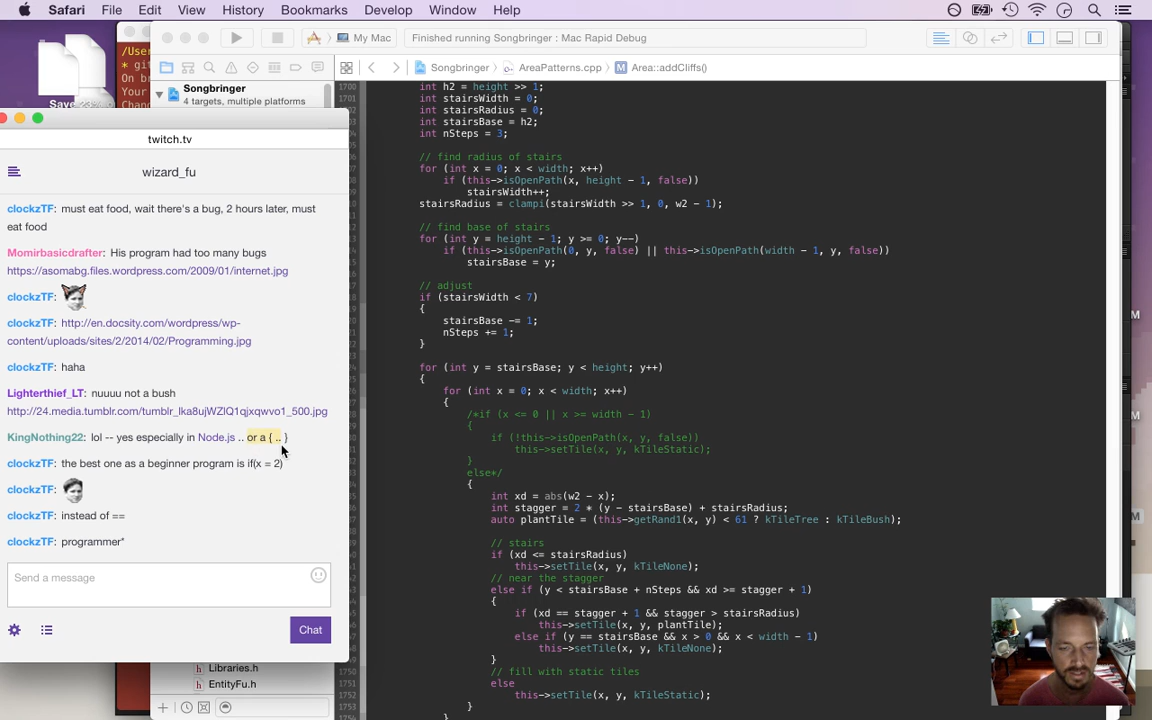 Safari File Edit View History Bookmarks Develop Window Help
My Mac Finished running Songbringer : Mac Rapid Debug
Songbringer AreaPatterns.cpp Area::addCliffs()
Songbringer
4 targets, multiple platforms
twitch.tv
wizard_fu
clockzTF: must eat food, wait there's a bug, 2 hours later, must
eat food
Momirbasicdrafter: His program had too many bugs
https://asomabg.files.wordpress.com/2009/01/internet.jpg
clockzTF:
clockzTF: http://en.docsity.com/wordpress/wp-
content/uploads/sites/2/2014/02/Programming.jpg
clockzTF: haha
Lighterthief_LT: nuuuu not a bush
http://24.media.tumblr.com/tumblr_lka8ujWZlQ1qjxqwvo1_500.jpg
KingNothing22: lol -- yes especially in Node.js .. or a { .. }
clockzTF: the best one as a beginner program is if(x = 2)
clockzTF:
clockzTF: instead of ==
clockzTF: programmer*
Send a message
Chat
Libraries.h
EntityFu.h
int h2 = height >> 1;
int stairsWidth = 0;
int stairsRadius = 0;
int stairsBase = h2;
int nSteps = 3;
// find radius of stairs
for (int x = 0; x < width; x++)
if (this->isOpenPath(x, height - 1, false))
stairsWidth++;
stairsRadius = clampi(stairsWidth >> 1, 0, w2 - 1);
// find base of stairs
for (int y = height - 1; y >= 0; y--)
if (this->isOpenPath(0, y, false) || this->isOpenPath(width - 1, y, false))
stairsBase = y;
// adjust
if (stairsWidth < 7)
{
stairsBase -= 1;
nSteps += 1;
}
for (int y = stairsBase; y < height; y++)
{
for (int x = 0; x < width; x++)
{
/*if (x <= 0 || x >= width - 1)
{
if (!this->isOpenPath(x, y, false))
this->setTile(x, y, kTileStatic);
}
else*/
{
int xd = abs(w2 - x);
int stagger = 2 * (y - stairsBase) + stairsRadius;
auto plantTile = (this->getRand1(x, y) < 61 ? kTileTree : kTileBush);
// stairs
if (xd <= stairsRadius)
this->setTile(x, y, kTileNone);
// near the stagger
else if (y < stairsBase + nSteps && xd >= stagger + 1)
{
if (xd == stagger + 1 && stagger > stairsRadius)
this->setTile(x, y, plantTile);
else if (y == stairsBase && x > 0 && x < width - 1)
this->setTile(x, y, kTileNone);
}
// fill with static tiles
else
this->setTile(x, y, kTileStatic);
}